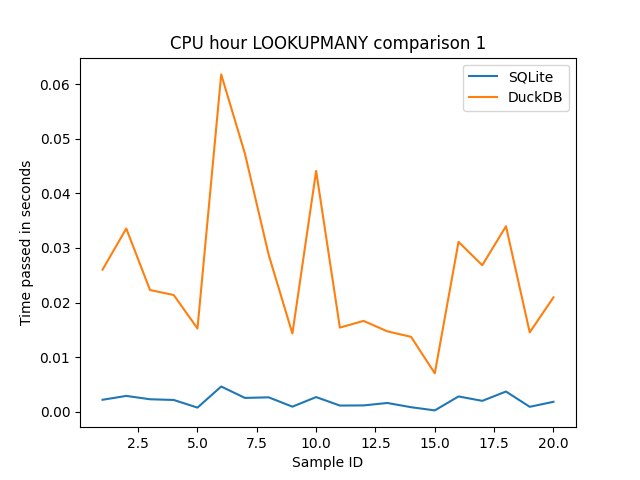 CPU hour LOOKUPMANY comparison 1
SQLite
DuckDB
Time passed in seconds
0.06
0.05
0.04
0.03
0.02
0.01
0.00
2.5 5.0 7.5 10.0 12.5 15.0 17.5 20.0
Sample ID